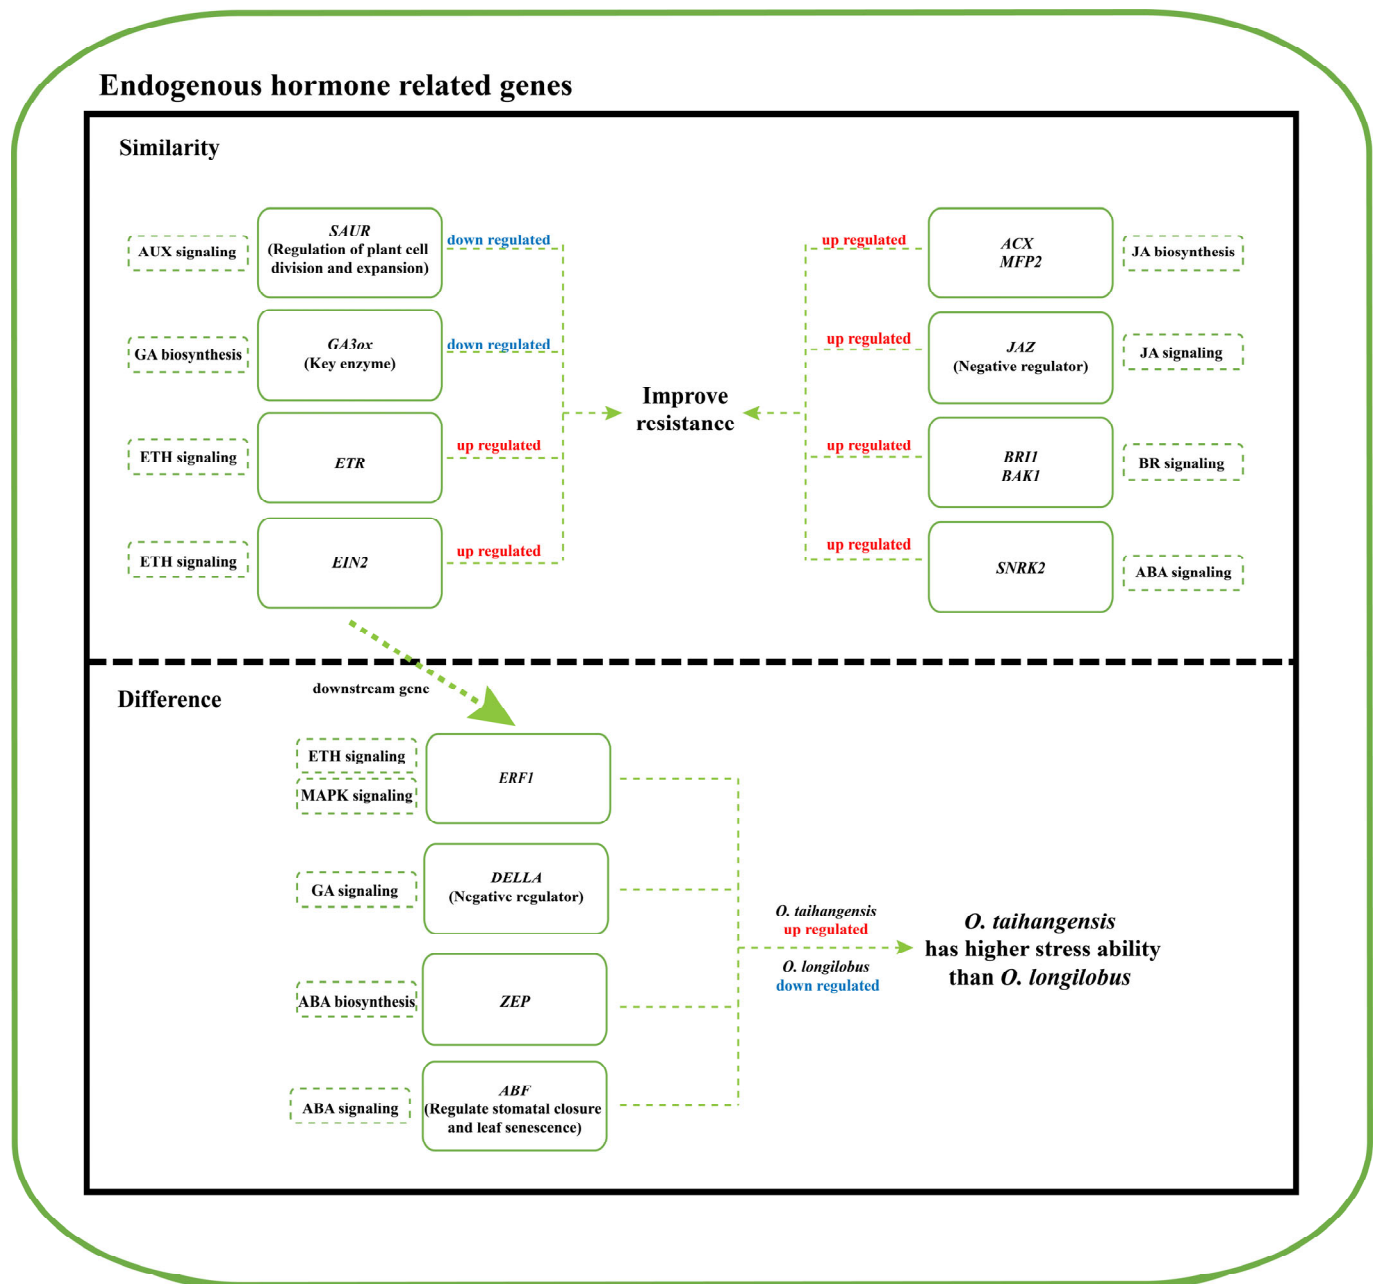 Endogenous hormone related genes
Similarity
AUX signaling
SAUR
(Regulation of plant cell
division and expansion)
down regulated
GA biosynthesis
GA3ox
(Key enzyme)
down regulated
ETH signaling
ETR
up regulated
ETH signaling
EIN2
up regulated
Improve
resistance
up regulated
ACX
MFP2
JA biosynthesis
up regulated
JAZ
(Negative regulator)
JA signaling
up regulated
BRI1
BAK1
BR signaling
up regulated
SNRK2
ABA signaling
downstream gene
Difference
ETH signaling
MAPK signaling
ERF1
GA signaling
DELLA
(Negative regulator)
ABA biosynthesis
ZEP
ABA signaling
ABF
(Regulate stomatal closure
and leaf senescence)
O. taihangensis
up regulated
O. longilobus
down regulated
O. taihangensis
has higher stress ability
than O. longilobus